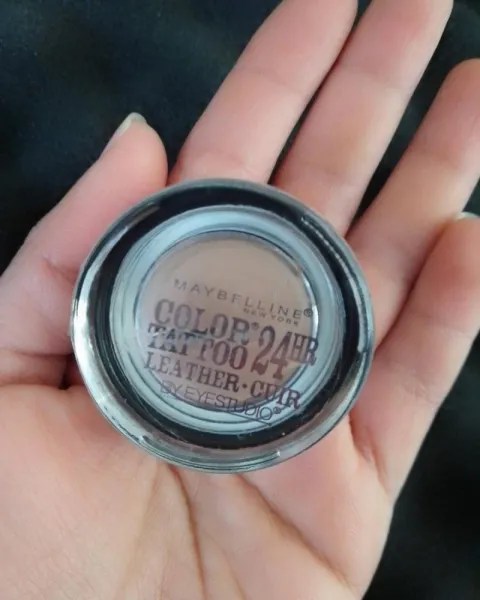 MAYBELLINE®
NEW YORK
COLOR®
TATTOO 24HR
LEATHER·CUIR
BY EYESTUDIO®